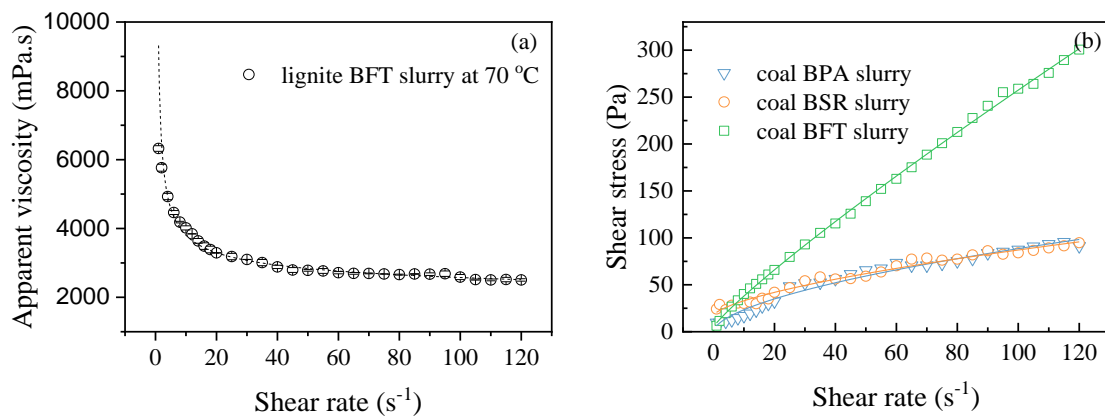 10000
8000
6000
4000
2000
0 20 40 60 80 100 120
Apparent viscosity (mPa.s)
Shear rate (s⁻¹)
(a)
lignite BFT slurry at 70 °C
300
250
200
150
100
50
0
0 20 40 60 80 100 120
Shear stress (Pa)
Shear rate (s⁻¹)
(b)
coal BPA slurry
coal BSR slurry
coal BFT slurry